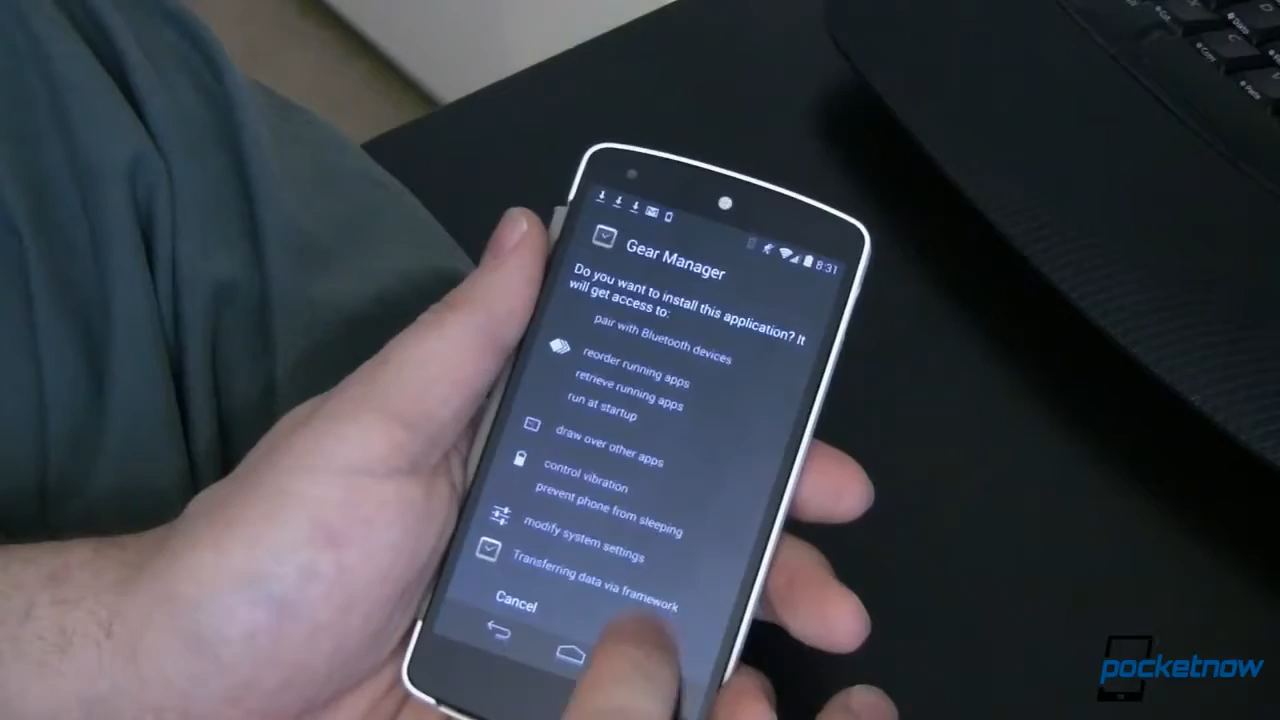 8:31
Gear Manager
Do you want to install this application? It
will get access to:
pair with Bluetooth devices
reorder running apps
retrieve running apps
run at startup
draw over other apps
control vibration
prevent phone from sleeping
modify system settings
Transferring data via framework
Cancel
pocketnow